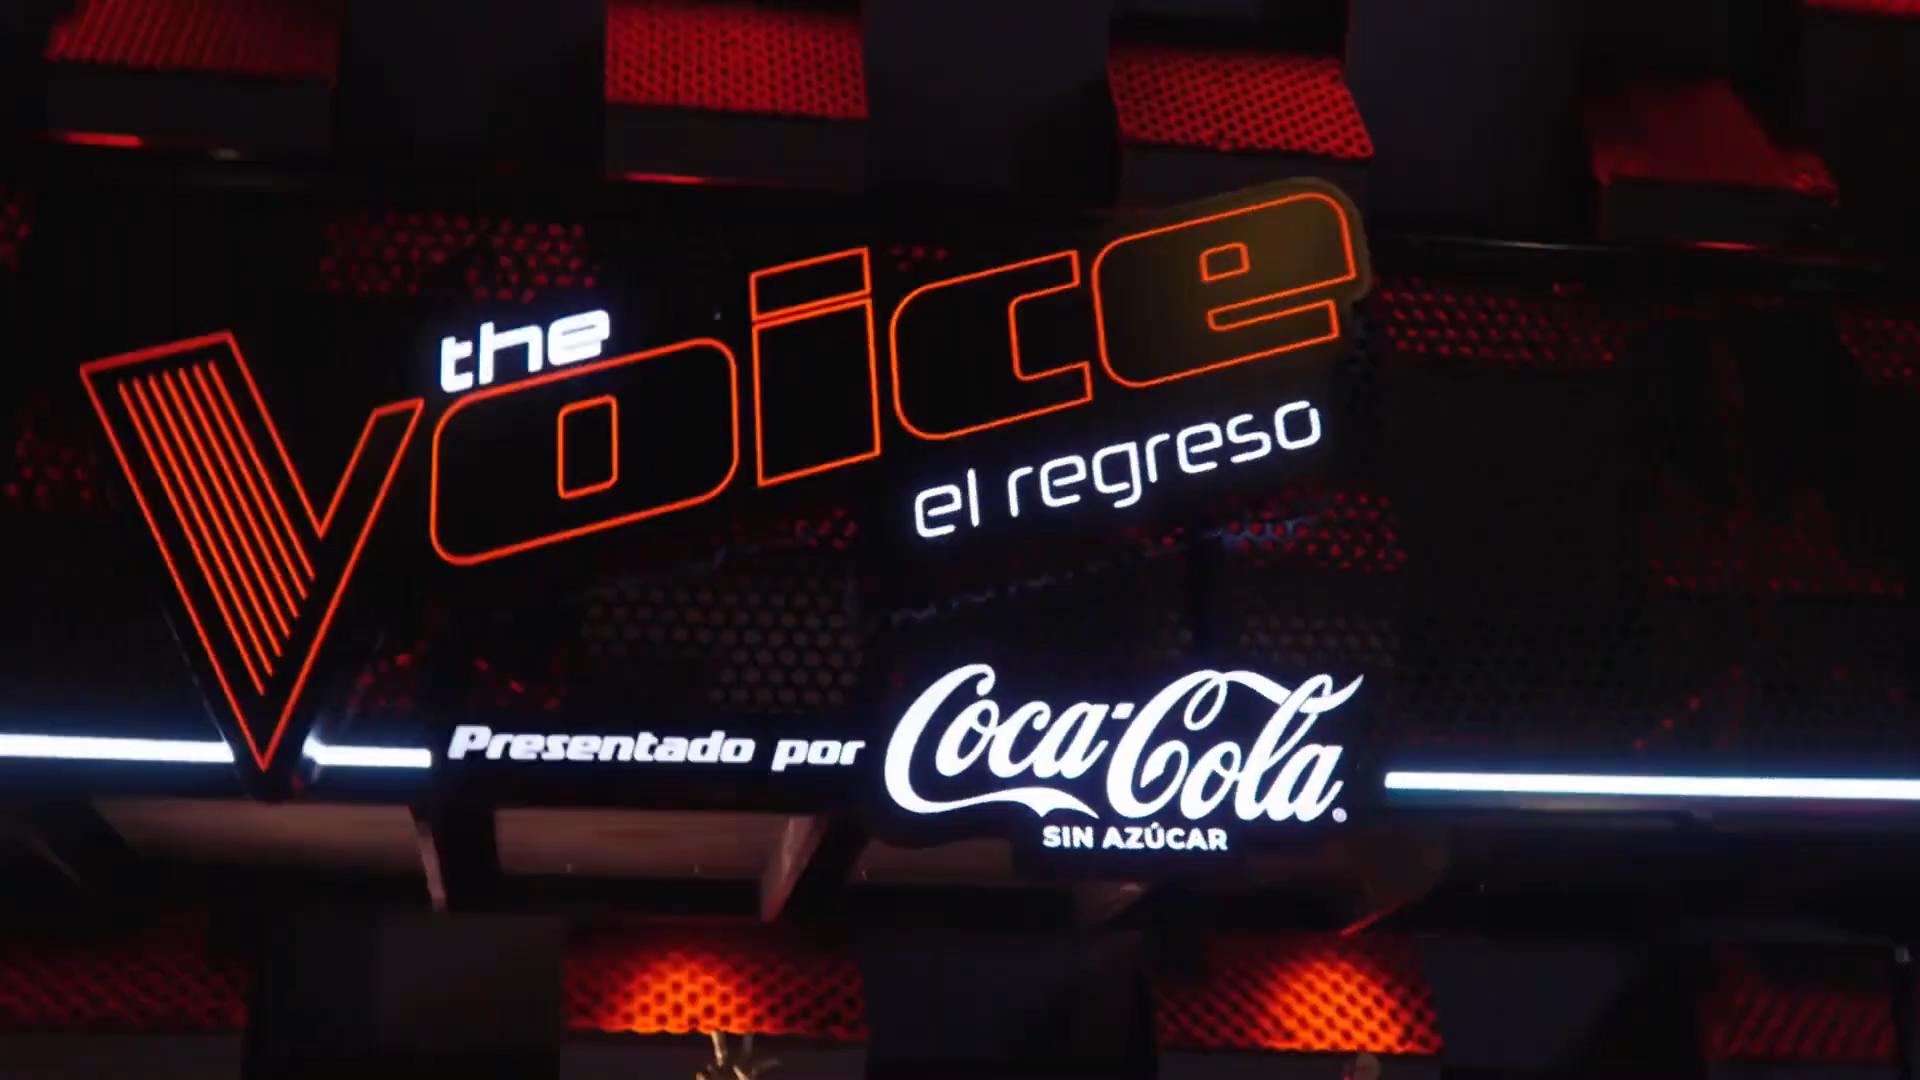 the
Voice
el regreso
Presentado por
Coca-Cola®
SIN AZÚCAR